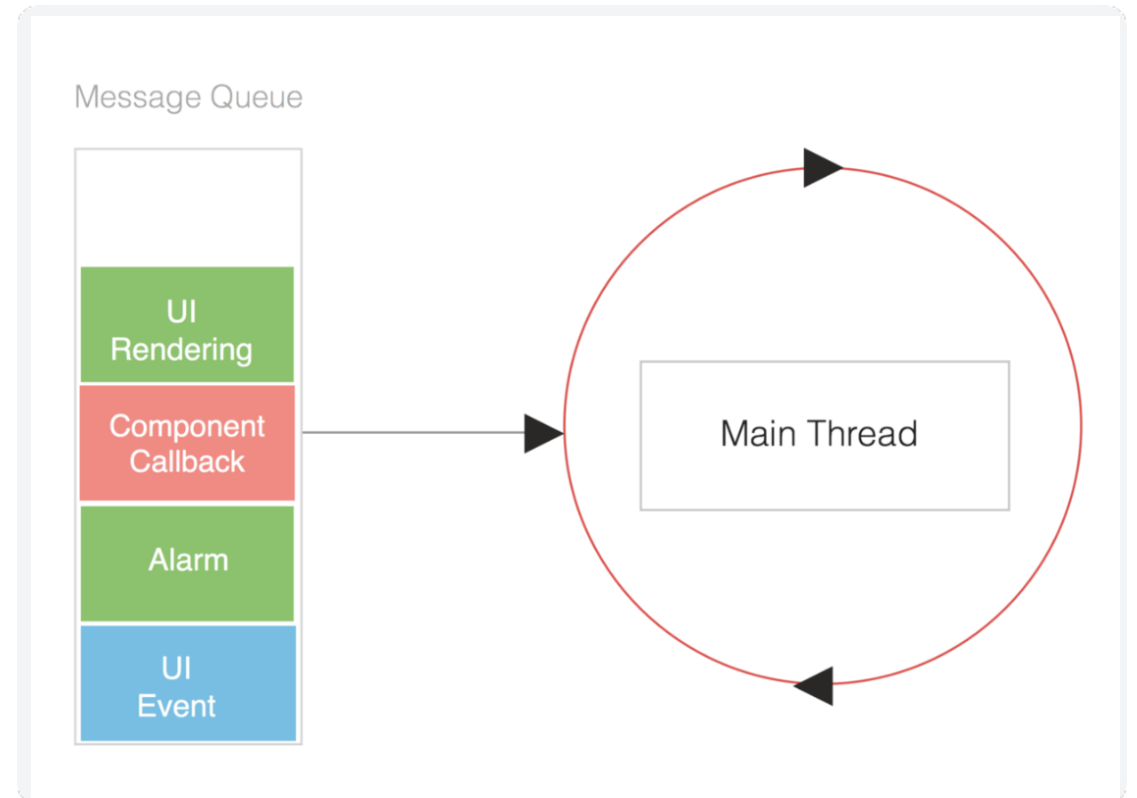 Message Queue
UI
Rendering
Component
Callback
Main Thread
Alarm
UI
Event